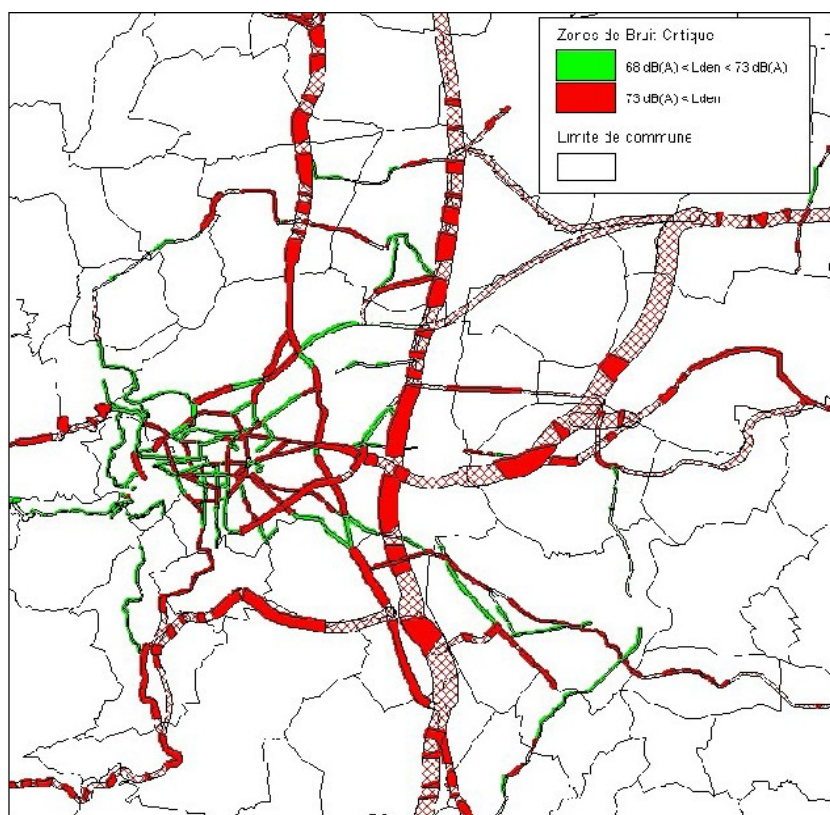 Zones de Bruit Critique
68 dB(A) < Lden < 73 dB(A)
73 dB(A) < Lden
Limite de commune